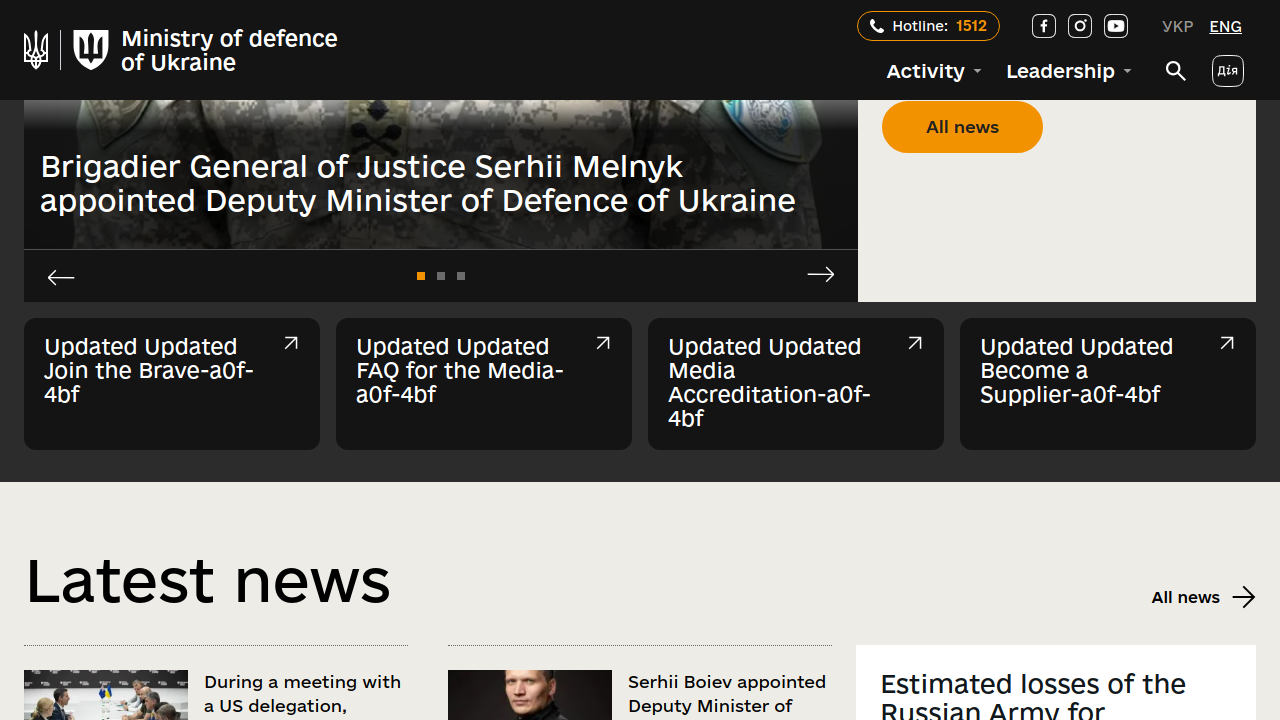 Ministry of defence
of Ukraine
Hotline: 1512
УКР ENG
Activity
Leadership
Дія
All news
Brigadier General of Justice Serhii Melnyk
appointed Deputy Minister of Defence of Ukraine
Updated Updated
Join the Brave-a0f-
4bf
Updated Updated
FAQ for the Media-
a0f-4bf
Updated Updated
Media
Accreditation-a0f-
4bf
Updated Updated
Become a
Supplier-a0f-4bf
Latest news
All news
During a meeting with
a US delegation,
Serhii Boiev appointed
Deputy Minister of
Estimated losses of the
Russian Army for